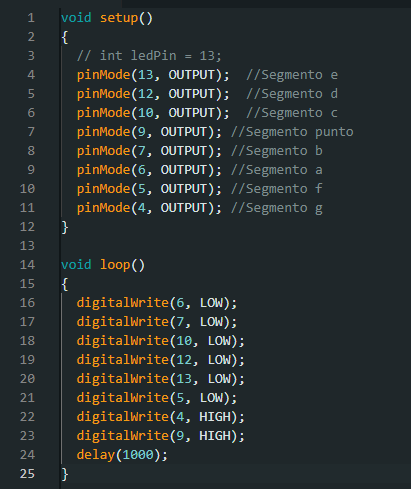 1 void setup()
2 {
3 // int ledPin = 13;
4 pinMode(13, OUTPUT);  //Segmento e
5 pinMode(12, OUTPUT);  //Segmento d
6 pinMode(10, OUTPUT);  //Segmento c
7 pinMode(9, OUTPUT); //Segmento punto
8 pinMode(7, OUTPUT); //Segmento b
9 pinMode(6, OUTPUT); //Segmento a
10 pinMode(5, OUTPUT); //Segmento f
11 pinMode(4, OUTPUT); //Segmento g
12 }
13
14 void loop()
15 {
16 digitalWrite(6, LOW);
17 digitalWrite(7, LOW);
18 digitalWrite(10, LOW);
19 digitalWrite(12, LOW);
20 digitalWrite(13, LOW);
21 digitalWrite(5, LOW);
22 digitalWrite(4, HIGH);
23 digitalWrite(9, HIGH);
24 delay(1000);
25 }